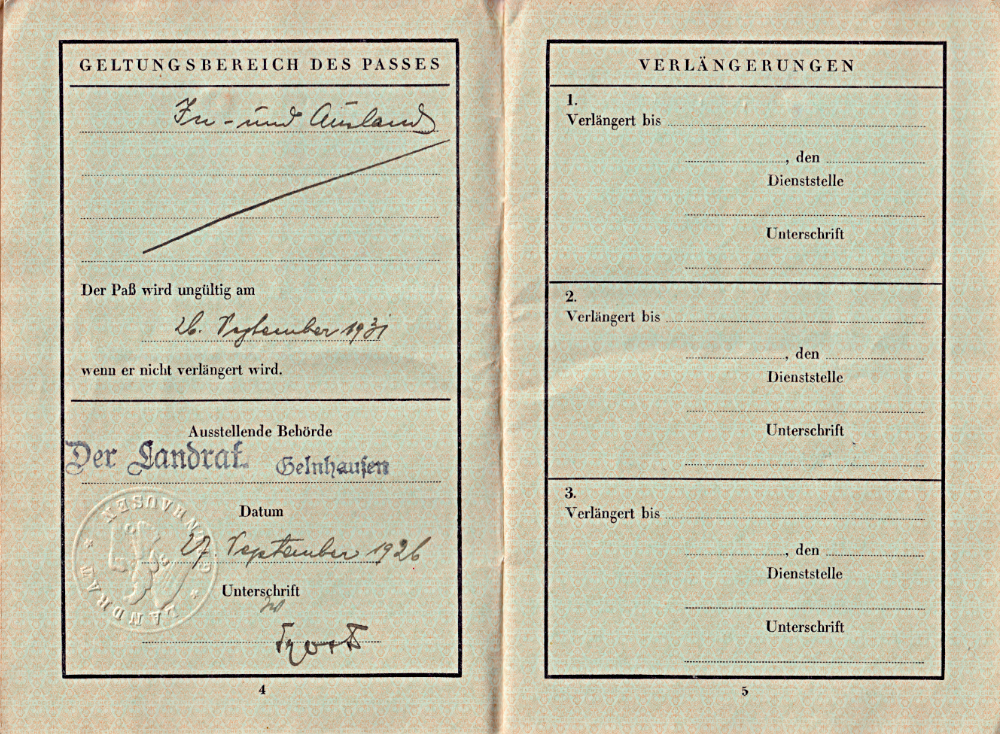 GELTUNGSBEREICH DES PASSES
In- und Ausland
Der Paß wird ungültig am
26. September 1931
wenn er nicht verlängert wird.
Ausstellende Behörde
Der Landrat. Gelnhausen
Datum
27. September 1926
Unterschrift
LANDRAT GELNHAUSEN
4
VERLÄNGERUNGEN
1.
Verlängert bis
, den
Dienststelle
Unterschrift
2.
Verlängert bis
, den
Dienststelle
Unterschrift
3.
Verlängert bis
, den
Dienststelle
Unterschrift
5